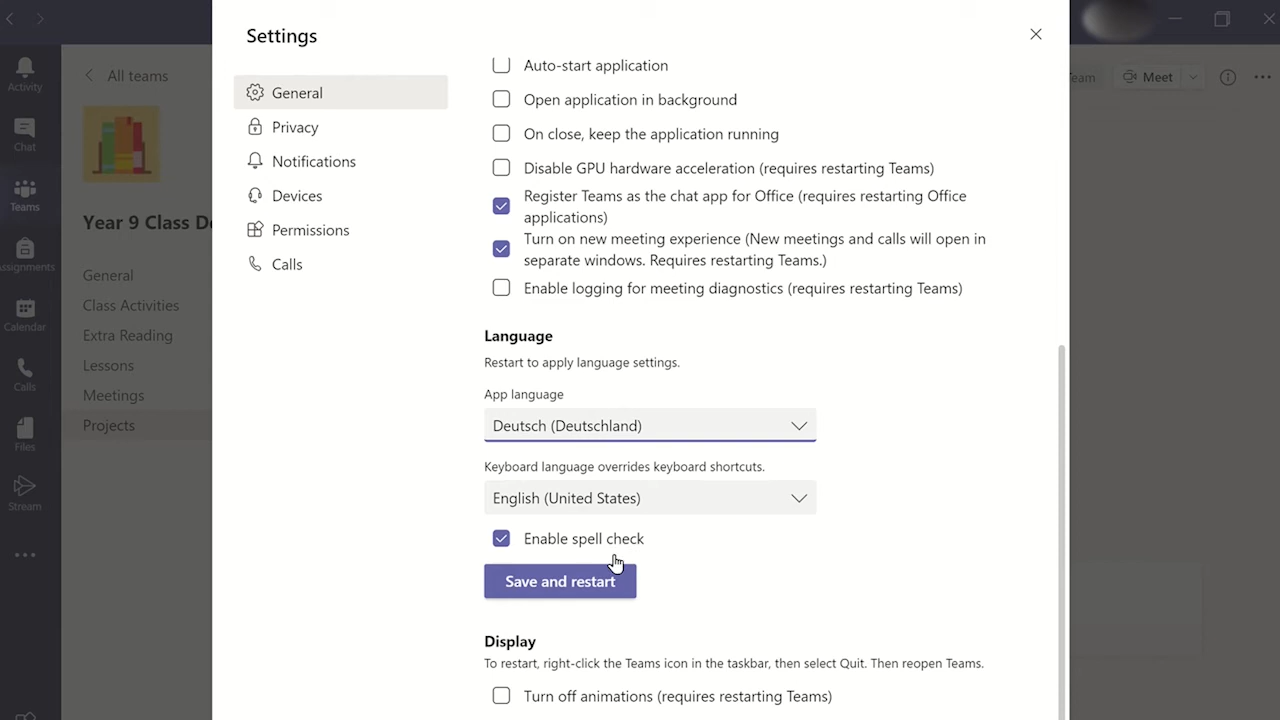 Settings
General
Privacy
Notifications
Devices
Permissions
Calls
Auto-start application
Open application in background
On close, keep the application running
Disable GPU hardware acceleration (requires restarting Teams)
Register Teams as the chat app for Office (requires restarting Office
applications)
Turn on new meeting experience (New meetings and calls will open in
separate windows. Requires restarting Teams.)
Enable logging for meeting diagnostics (requires restarting Teams)
Language
Restart to apply language settings.
App language
Deutsch (Deutschland)
Keyboard language overrides keyboard shortcuts.
English (United States)
Enable spell check
Save and restart
Display
To restart, right-click the Teams icon in the taskbar, then select Quit. Then reopen Teams.
Turn off animations (requires restarting Teams)
Activity
Chat
Teams
ssignments
Calendar
Calls
Files
Stream
All teams
Year 9 Class De
General
Class Activities
Extra Reading
Lessons
Meetings
Projects
eam
Meet